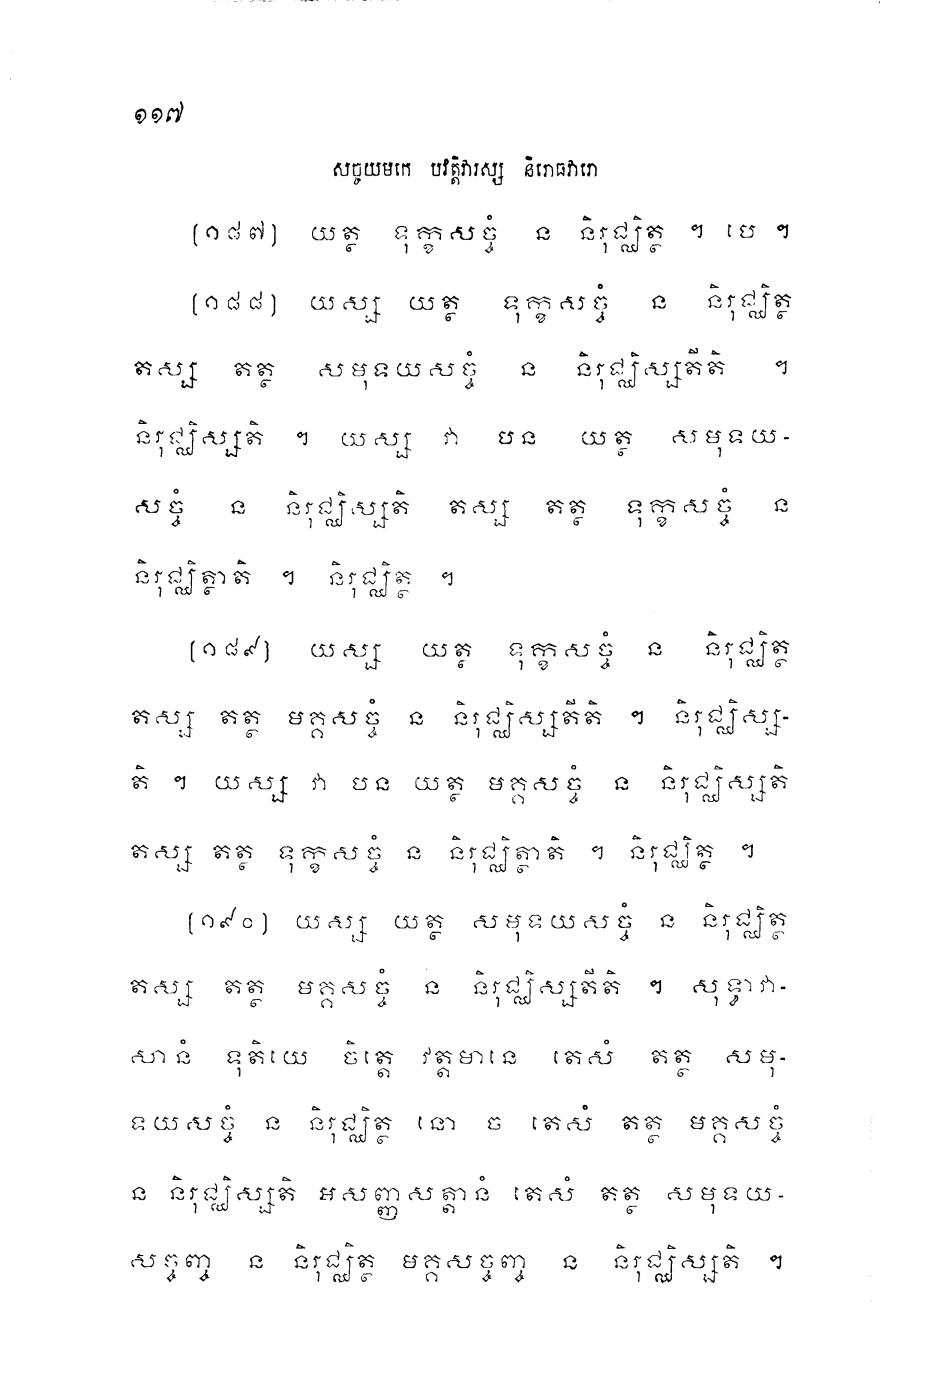 ១១៧
សច្ចយមកេ បវត្តិវារស្ស និរោធវារោ
(១៨៧) យត្ថ ទុក្ខសច្ចំ ន និរុជ្ឈិត្ថ ។ បេ ។
(១៨៨) យស្ស យត្ថ ទុក្ខសច្ចំ ន និរុជ្ឈិត្ថ
តស្ស តត្ថ សមុទយសច្ចំ ន និរុជ្ឈិស្សតីតិ ។
និរុជ្ឈិស្សតិ ។ យស្ស វា បន យត្ថ សមុទយ-
សច្ចំ ន និរុជ្ឈិស្សតិ តស្ស តត្ថ ទុក្ខសច្ចំ ន
និរុជ្ឈិត្ថាតិ ។ និរុជ្ឈិត្ថ ។
(១៨៩) យស្ស យត្ថ ទុក្ខសច្ចំ ន និរុជ្ឈិត្ថ
តស្ស តត្ថ មគ្គសច្ចំ ន និរុជ្ឈិស្សតីតិ ។ និរុជ្ឈិស្ស-
តិ ។ យស្ស វា បន យត្ថ មគ្គសច្ចំ ន និរុជ្ឈិស្សតិ
តស្ស តត្ថ ទុក្ខសច្ចំ ន និរុជ្ឈិត្ថាតិ ។ និរុជ្ឈិត្ថ ។
(១៩០) យស្ស យត្ថ សមុទយសច្ចំ ន និរុជ្ឈិត្ថ
តស្ស តត្ថ មគ្គសច្ចំ ន និរុជ្ឈិស្សតីតិ ។ សុទ្ធាវា-
សានំ ទុតិយេ ចិត្តេ វត្តមានេ តេសំ តត្ថ សមុ-
ទយសច្ចំ ន និរុជ្ឈិត្ថ នោ ច តេសំ តត្ថ មគ្គសច្ចំ
ន និរុជ្ឈិស្សតិ អសញ្ញសត្តានំ តេសំ តត្ថ សមុទយ-
សច្ចញ្ច ន និរុជ្ឈិត្ថ មគ្គសច្ចញ្ច ន និរុជ្ឈិស្សតិ ។